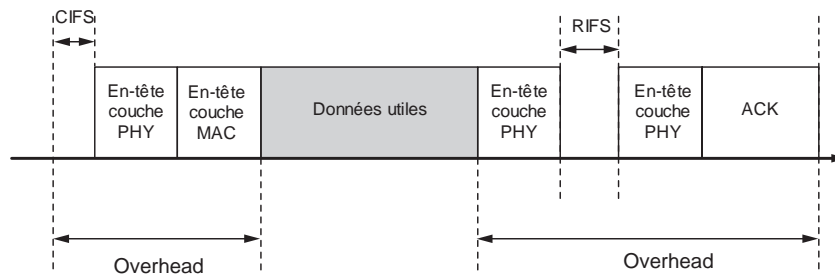 CIFS
RIFS
En-tête
couche
PHY
En-tête
couche
MAC
Données utiles
En-tête
couche
PHY
En-tête
couche
PHY
ACK
Overhead
Overhead